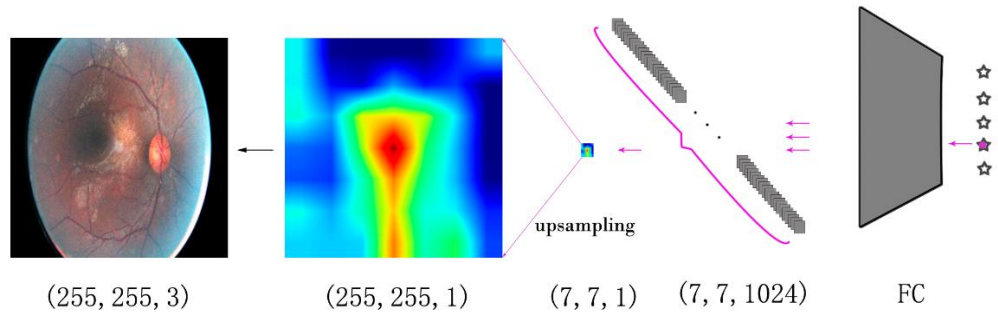 upsampling
(255, 255, 3)
(255, 255, 1)
(7, 7, 1)
(7, 7, 1024)
FC